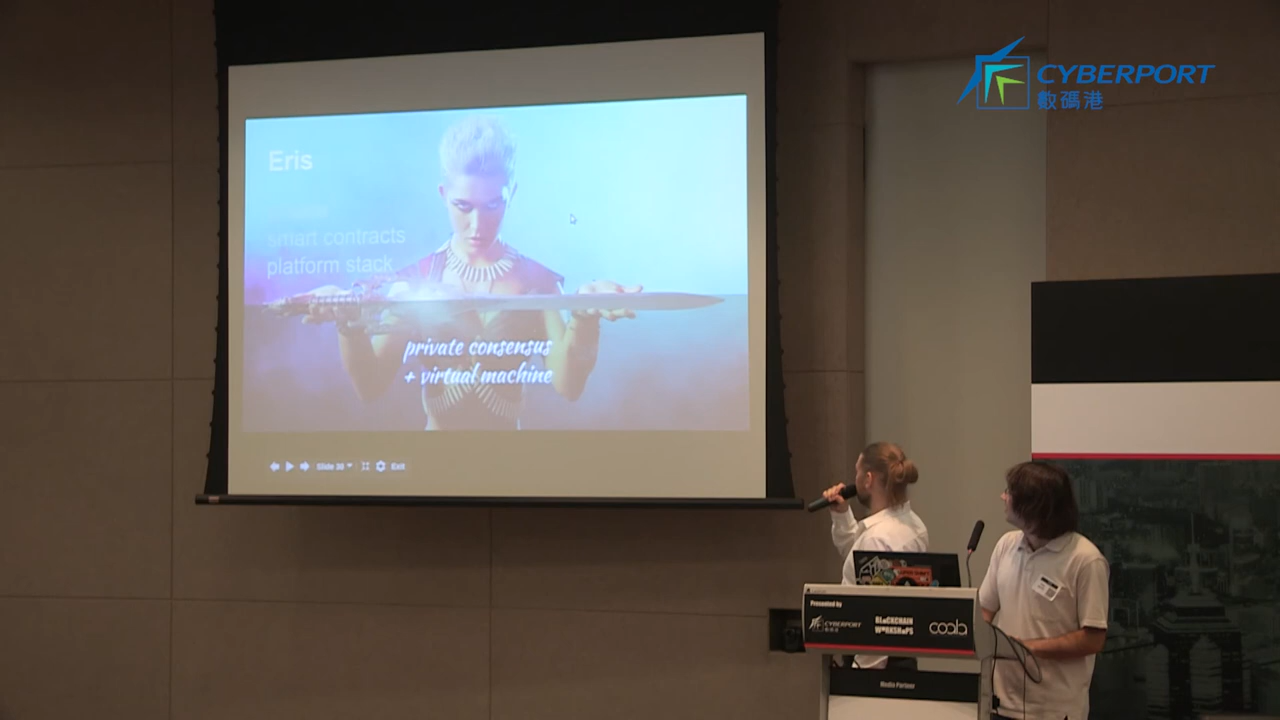 CYBERPORT
數碼港
Eris
smart contracts
platform stack
private consensus
+ virtual machine
Slide 30
Exit
Presented by
CYBERPORT
BLOCKCHAIN
WORKSHOPS
coala
Media Partner